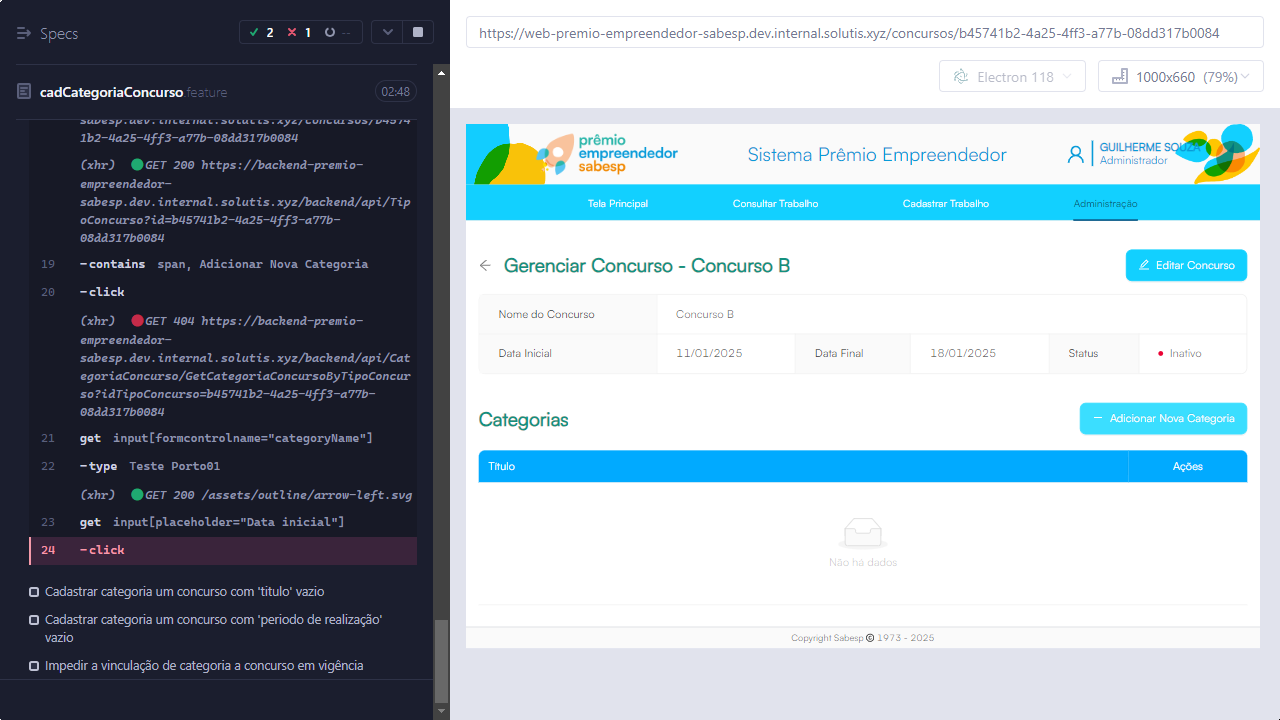 Specs
2
1
--
cadCategoriaConcurso feature
02:48
sabesp.dev.internal.solutis.xyz/concursos/b4574
1b2-4a25-4ff3-a77b-08dd317b0084
(xhr) GET 200 https://backend-premio-
empreendedor-
sabesp.dev.internal.solutis.xyz/backend/api/Tip
oConcurso?id=b45741b2-4a25-4ff3-a77b-
08dd317b0084
19 -contains span, Adicionar Nova Categoria
20 -click
(xhr) GET 404 https://backend-premio-
empreendedor-
sabesp.dev.internal.solutis.xyz/backend/api/Cat
egoriaConcurso/GetCategoriaConcursoByTipoConcur
so?idTipoConcurso=b45741b2-4a25-4ff3-a77b-
08dd317b0084
21 get input[formcontrolname="categoryName"]
22 -type Teste Porto01
(xhr) GET 200 /assets/outline/arrow-left.svg
23 get input[placeholder="Data inicial"]
24 -click
Cadastrar categoria um concurso com 'titulo' vazio
Cadastrar categoria um concurso com 'periodo de realização'
vazio
Impedir a vinculação de categoria a concurso em vigência
https://web-premio-empreendedor-sabesp.dev.internal.solutis.xyz/concursos/b45741b2-4a25-4ff3-a77b-08dd317b0084
Electron 118
1000x660 (79%)
prêmio
empreendedor
sabesp
Sistema Prêmio Empreendedor
GUILHERME SOUZA
Administrador
Tela Principal
Consultar Trabalho
Cadastrar Trabalho
Administração
Gerenciar Concurso - Concurso B
Editar Concurso
Nome do Concurso
Concurso B
Data Inicial
11/01/2025
Data Final
18/01/2025
Status
Inativo
Categorias
Adicionar Nova Categoria
Título
Ações
Não há dados
Copyright Sabesp © 1973 - 2025